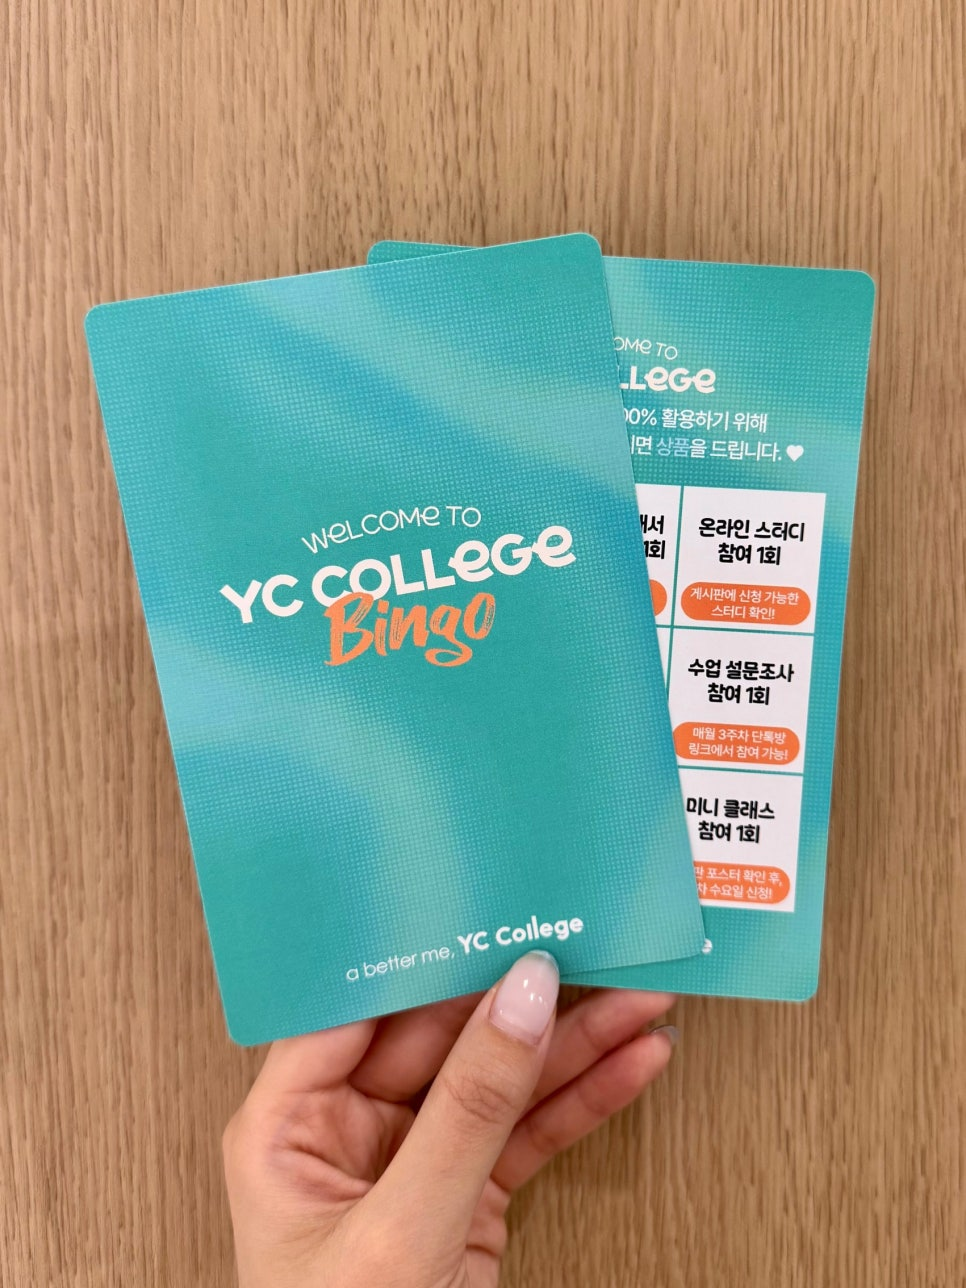 WELCOME TO
YC COLLEGE
Bingo
a better me, YC College
TO
활용하기 위해
상품을 드립니다. ♥
온라인 스터디
참여 1회
게시판에 신청 가능한
스터디 확인!
수업 설문조사
참여 1회
매월 3주차 단톡방
링크에서 참여 가능!
미니 클래스
참여 1회
포스터 확인 후,
수요일 신청!